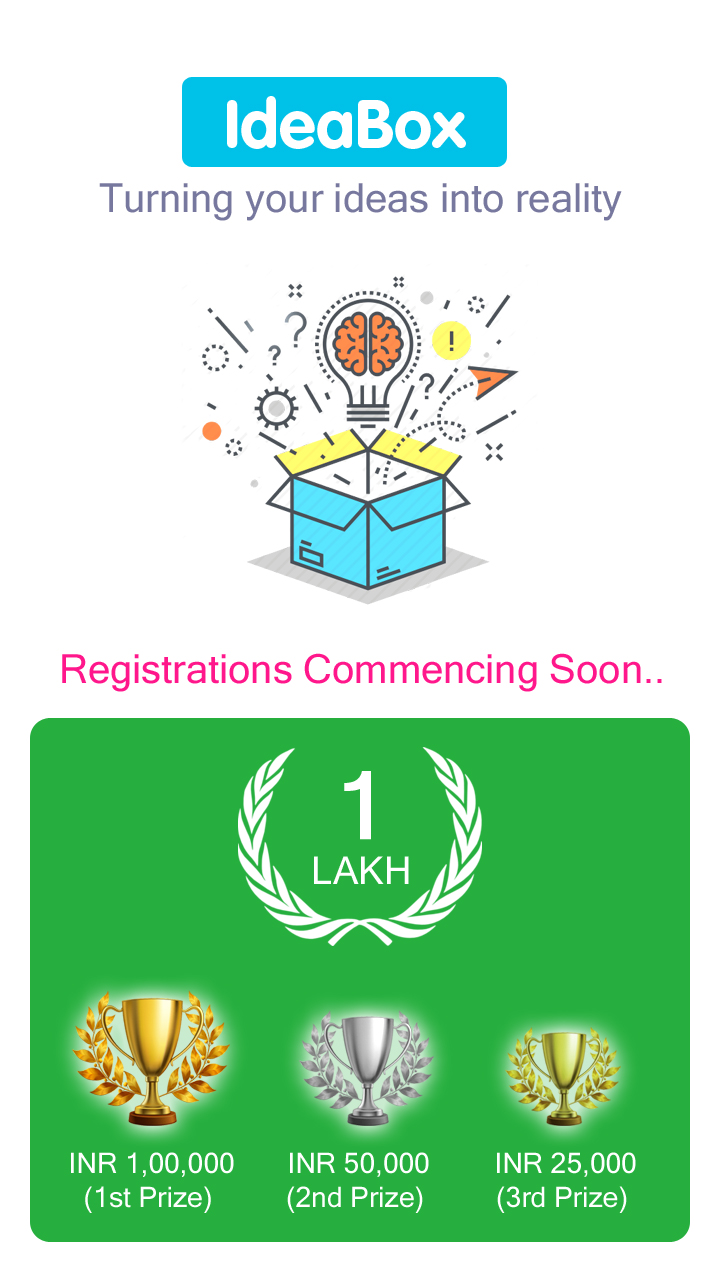 IdeaBox
Turning your ideas into reality
? ? ! ?
Registrations Commencing Soon..
1
LAKH
INR 1,00,000 INR 50,000 INR 25,000
(1st Prize) (2nd Prize) (3rd Prize)